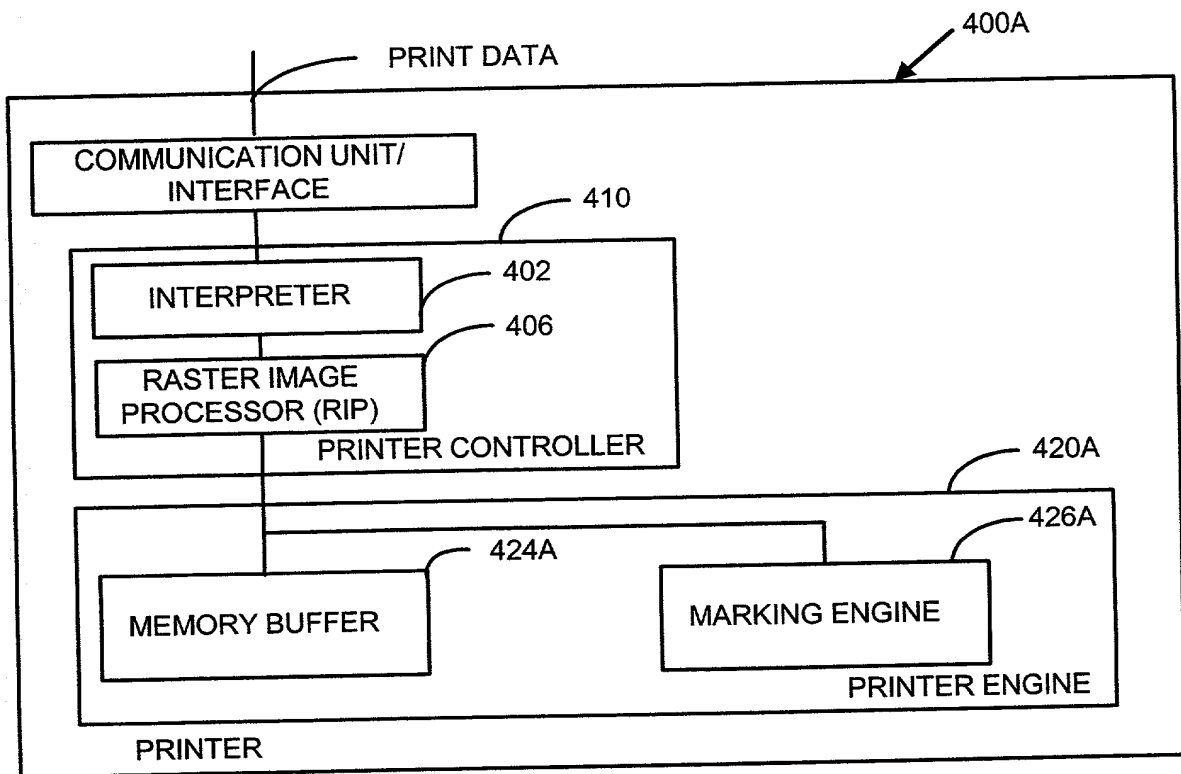 400A
PRINT DATA
COMMUNICATION UNIT/
INTERFACE
410
INTERPRETER
402
406
RASTER IMAGE
PROCESSOR (RIP)
PRINTER CONTROLLER
420A
426A
424A
MEMORY BUFFER
MARKING ENGINE
PRINTER ENGINE
PRINTER